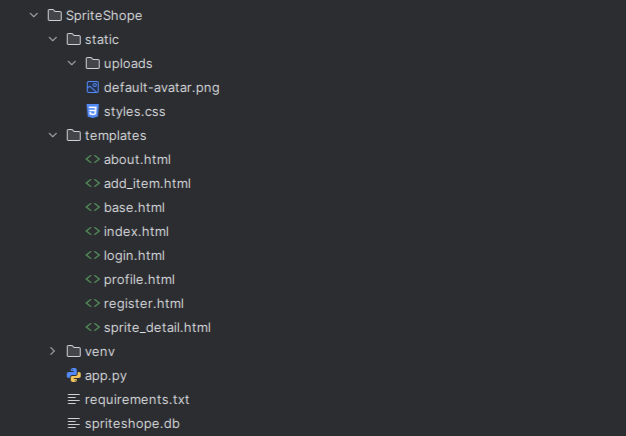 SpriteShope
static
uploads
default-avatar.png
styles.css
templates
about.html
add_item.html
base.html
index.html
login.html
profile.html
register.html
sprite_detail.html
venv
app.py
requirements.txt
spriteshope.db